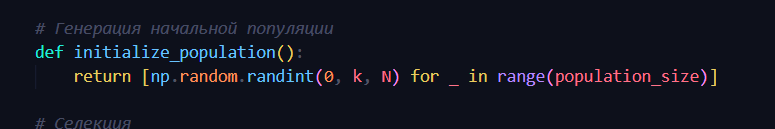 # Генерация начальной популяции
def initialize_population():
    return [np.random.randint(0, k, N) for _ in range(population_size)]
# Селекция